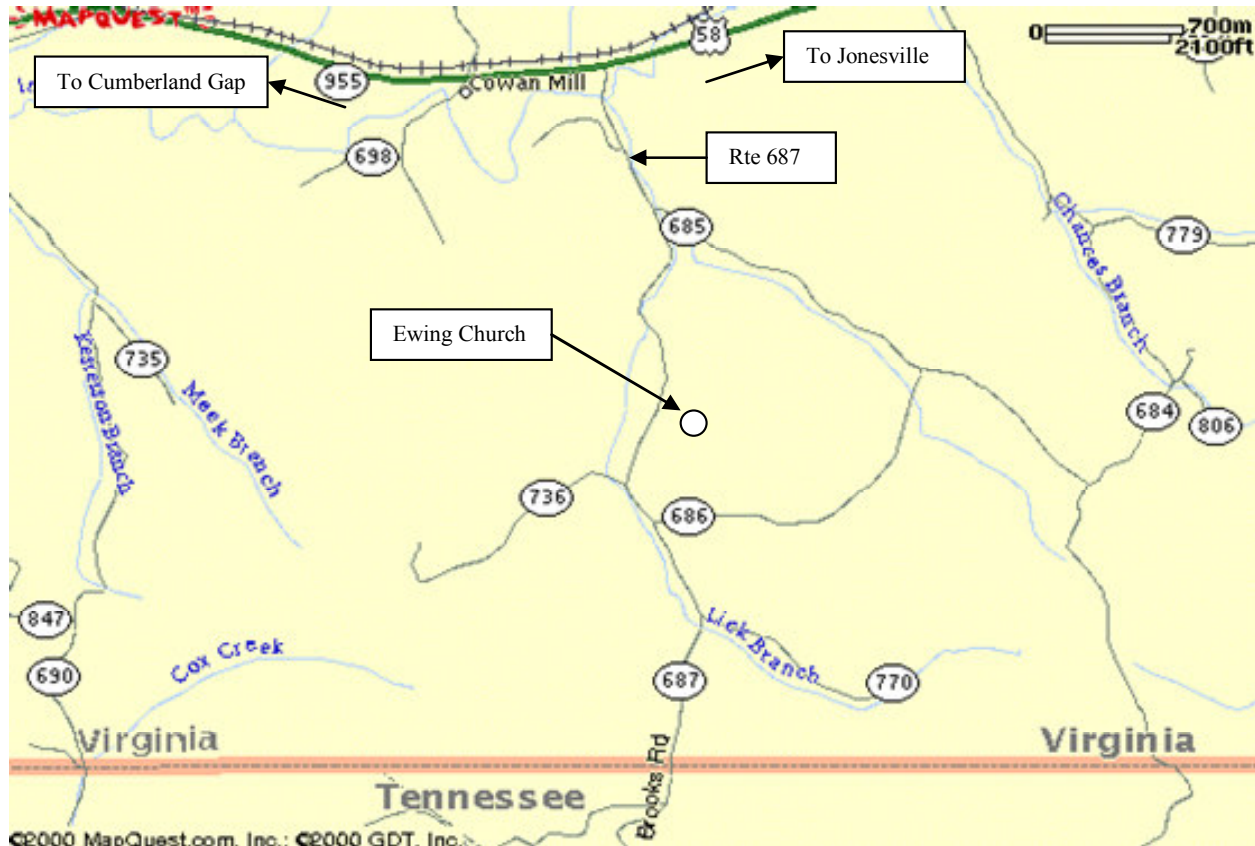 MAPQUEST
58
0 700m
2100ft
To Jonesville
To Cumberland Gap
955
Cowan Mill
698
Rte 687
685
779
Chances Branch
Ewing Church
735
Meek Branch
684
806
736
686
847
Cox Creek
Lick Branch
690
687
770
Virginia
Virginia
Brooks Rd
Tennessee
©2000 MapQuest.com, Inc.; ©2000 GDT, Inc.